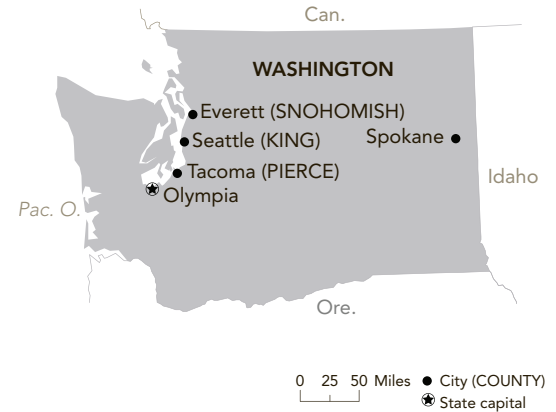 Can.
WASHINGTON
Everett (SNOHOMISH)
Seattle (KING)
Spokane
Tacoma (PIERCE)
Idaho
Olympia
Pac. O.
Ore.
0 25 50 Miles
City (COUNTY)
State capital